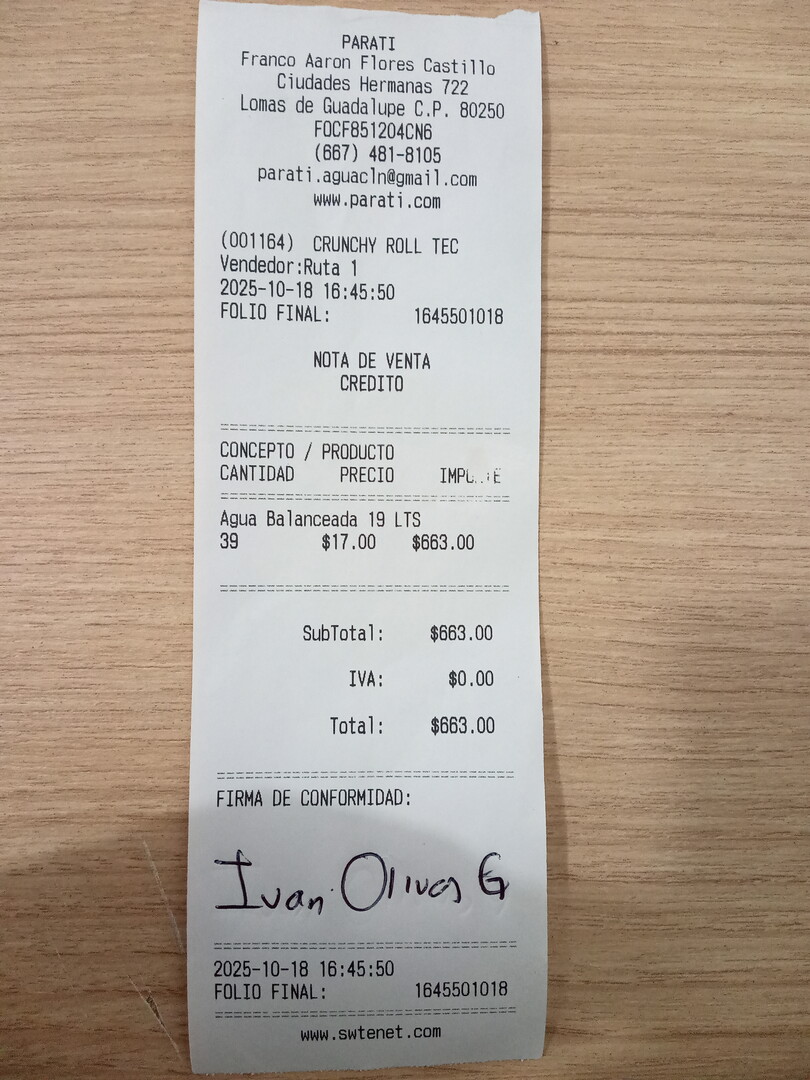 PARATI
Franco Aaron Flores Castillo
Ciudades Hermanas 722
Lomas de Guadalupe C.P. 80250
FOCF851204CN6
(667) 481-8105
parati.aguacln@gmail.com
www.parati.com
(001164) CRUNCHY ROLL TEC
Vendedor:Ruta 1
2025-10-18 16:45:50
FOLIO FINAL: 1645501018
NOTA DE VENTA
CREDITO
CONCEPTO / PRODUCTO
CANTIDAD PRECIO
Agua Balanceada 19 LTS
39 $17.00 $663.00
SubTotal: $663.00
IVA: $0.00
Total: $663.00
FIRMA DE CONFORMIDAD:
Ivan Olivas G
2025-10-18 16:45:50
FOLIO FINAL: 1645501018
www.swtenet.com